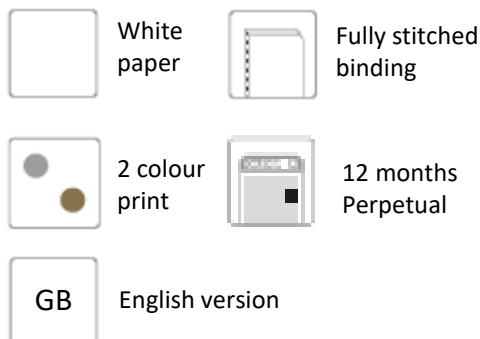 White
paper
Fully stitched
binding
2 colour
print
12 months
Perpetual
GB
English version